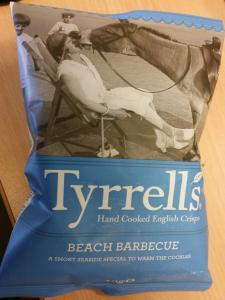 Tyrrells
Hand Cooked English Crisps
BEACH BARBECUE
A SMOKY SEASIDE SPECIAL TO WARM THE COCKLES